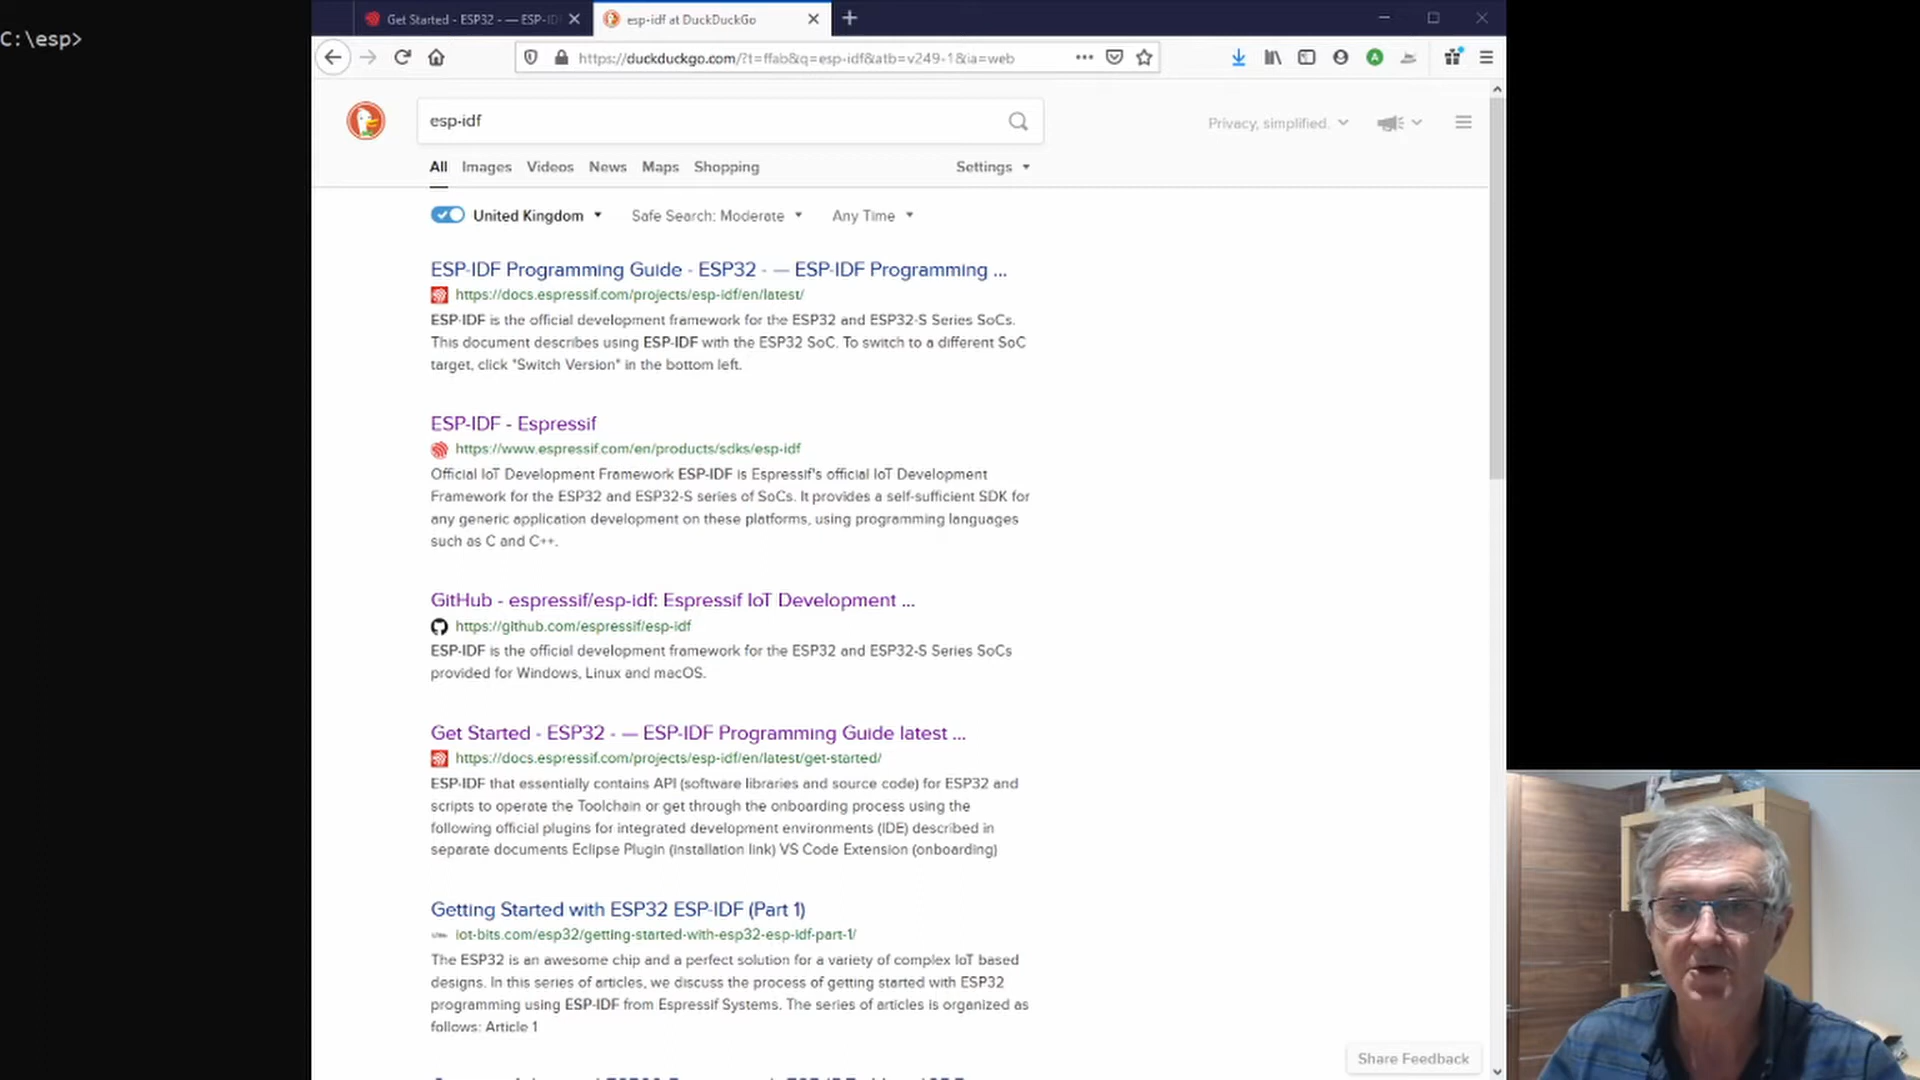 C:\esp>
Get Started - ESP32 - — ESP-ID
esp-idf at DuckDuckGo
https://duckduckgo.com/?t=ffab&q=esp-idf&atb=v249-1&ia=web
A
esp-idf
Privacy, simplified.
All Images Videos News Maps Shopping Settings
United Kingdom Safe Search: Moderate Any Time
ESP-IDF Programming Guide - ESP32 - — ESP-IDF Programming ...
https://docs.espressif.com/projects/esp-idf/en/latest/
ESP-IDF is the official development framework for the ESP32 and ESP32-S Series SoCs.
This document describes using ESP-IDF with the ESP32 SoC. To switch to a different SoC
target, click "Switch Version" in the bottom left.
ESP-IDF - Espressif
https://www.espressif.com/en/products/sdks/esp-idf
Official IoT Development Framework ESP-IDF is Espressif's official IoT Development
Framework for the ESP32 and ESP32-S series of SoCs. It provides a self-sufficient SDK for
any generic application development on these platforms, using programming languages
such as C and C++.
GitHub - espressif/esp-idf: Espressif IoT Development ...
https://github.com/espressif/esp-idf
ESP-IDF is the official development framework for the ESP32 and ESP32-S Series SoCs
provided for Windows, Linux and macOS.
Get Started - ESP32 - — ESP-IDF Programming Guide latest ...
https://docs.espressif.com/projects/esp-idf/en/latest/get-started/
ESP-IDF that essentially contains API (software libraries and source code) for ESP32 and
scripts to operate the Toolchain or get through the onboarding process using the
following official plugins for integrated development environments (IDE) described in
separate documents Eclipse Plugin (installation link) VS Code Extension (onboarding)
Getting Started with ESP32 ESP-IDF (Part 1)
iot-bits.com/esp32/getting-started-with-esp32-esp-idf-part-1/
The ESP32 is an awesome chip and a perfect solution for a variety of complex IoT based
designs. In this series of articles, we discuss the process of getting started with ESP32
programming using ESP-IDF from Espressif Systems. The series of articles is organized as
follows: Article 1
Share Feedback